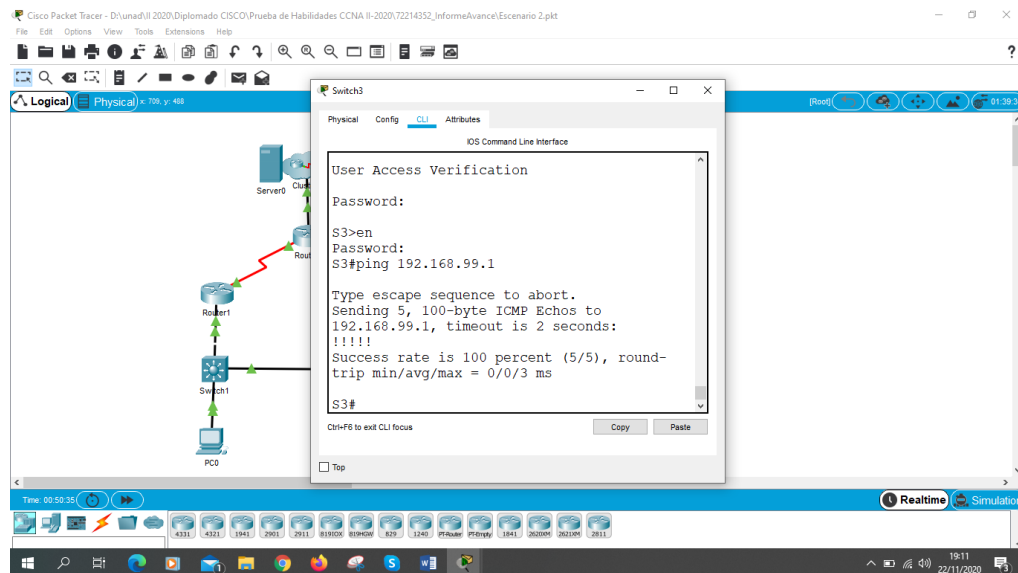 Cisco Packet Tracer - D:\unad\II 2020\Diplomado CISCO\Prueba de Habilidades CCNA II-2020\72214352_InformeAvance\Escenario 2.pkt
File Edit Options View Tools Extensions Help
?
Logical Physical x: 709, y: 488
[Root] 01:39:3
Server0
Clus
Rout
Router1
Switch1
PC0
Switch3
Physical Config CLI Attributes
IOS Command Line Interface
User Access Verification
Password:
S3>en
Password:
S3#ping 192.168.99.1
Type escape sequence to abort.
Sending 5, 100-byte ICMP Echos to
192.168.99.1, timeout is 2 seconds:
!!!!!
Success rate is 100 percent (5/5), round-
trip min/avg/max = 0/0/3 ms
S3#
Ctrl+F6 to exit CLI focus
Copy Paste
Top
Time: 00:50:35
Realtime Simulation
4331 4321 1941 2901 2911 819IOX 819HGW 829 1240 PT-Router PT-Empty 1841 2620XM 2621XM 2811
19:11
22/11/2020